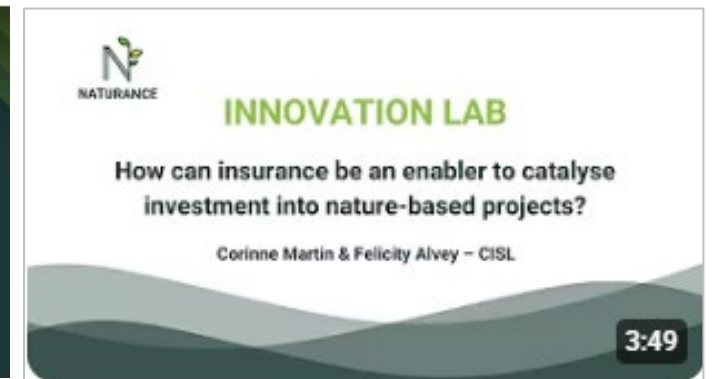 NATURANCE
INNOVATION LAB
How can insurance be an enabler to catalyse
investment into nature-based projects?
Corinne Martin & Felicity Alvey – CISL
3:49